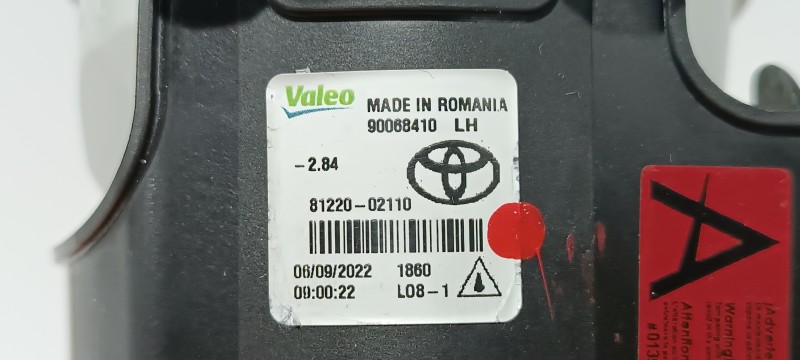 Valeo
MADE IN ROMANIA
90068410 LH
-2.84
81220-02110
06/09/2022 1860
09:00:22 L08-1
A
Warning
Attention